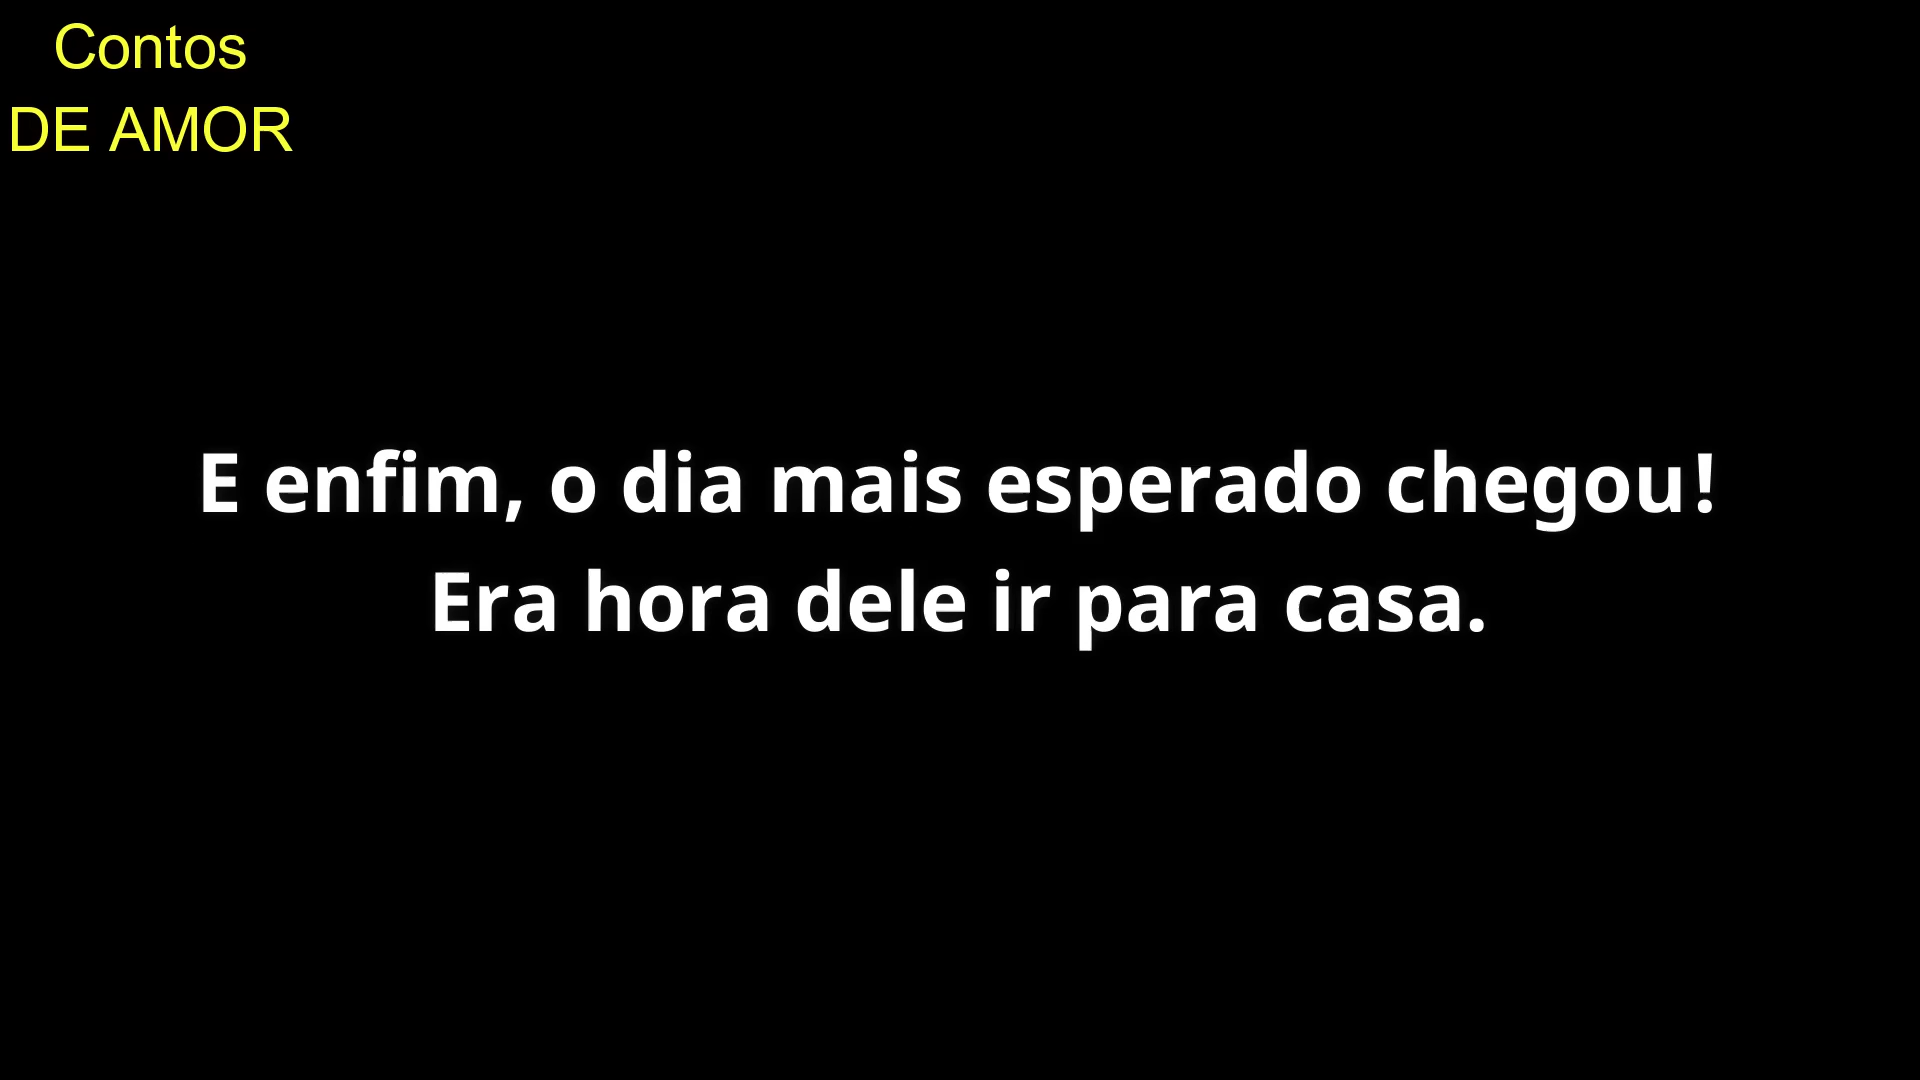 Contos
DE AMOR
E enfim, o dia mais esperado chegou!
Era hora dele ir para casa.